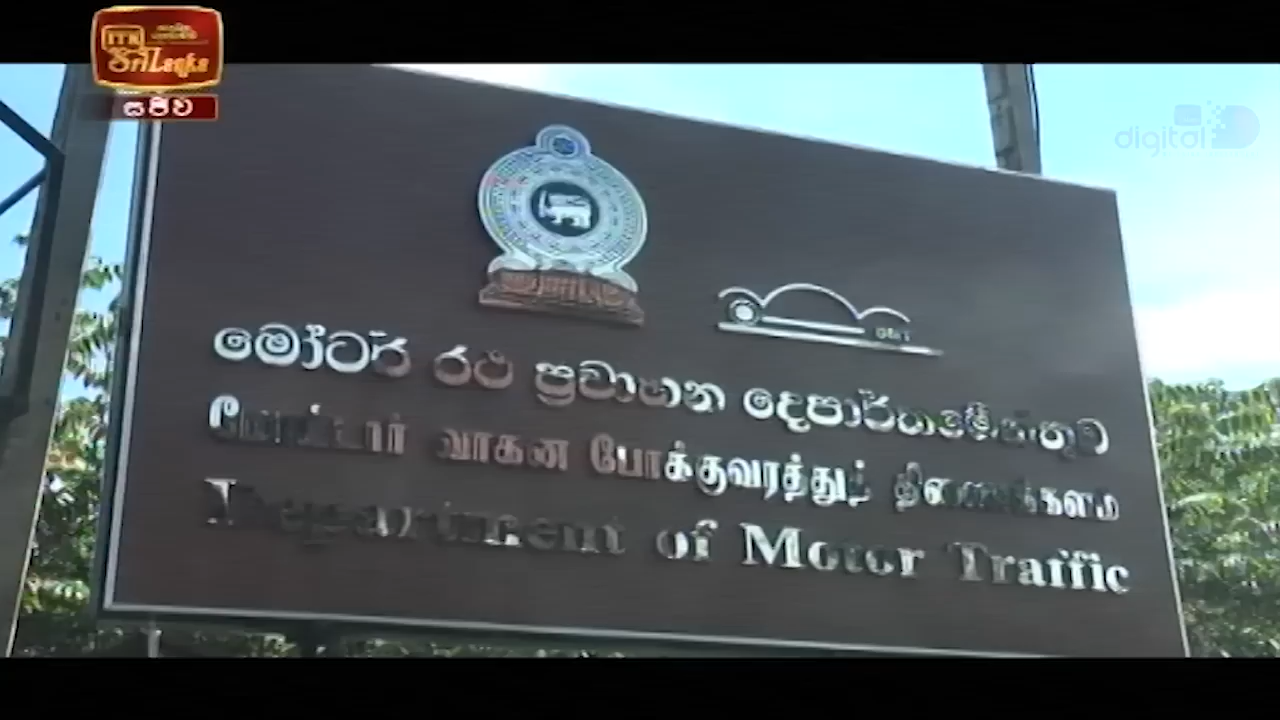 ITN
Sri Lanka
සජීව
digital
මෝටර් රථ ප්‍රවාහන දෙපාර්තමේන්තුව
மோட்டார் வாகன போக்குவரத்துத் திணைக்களம்
Department of Motor Traffic